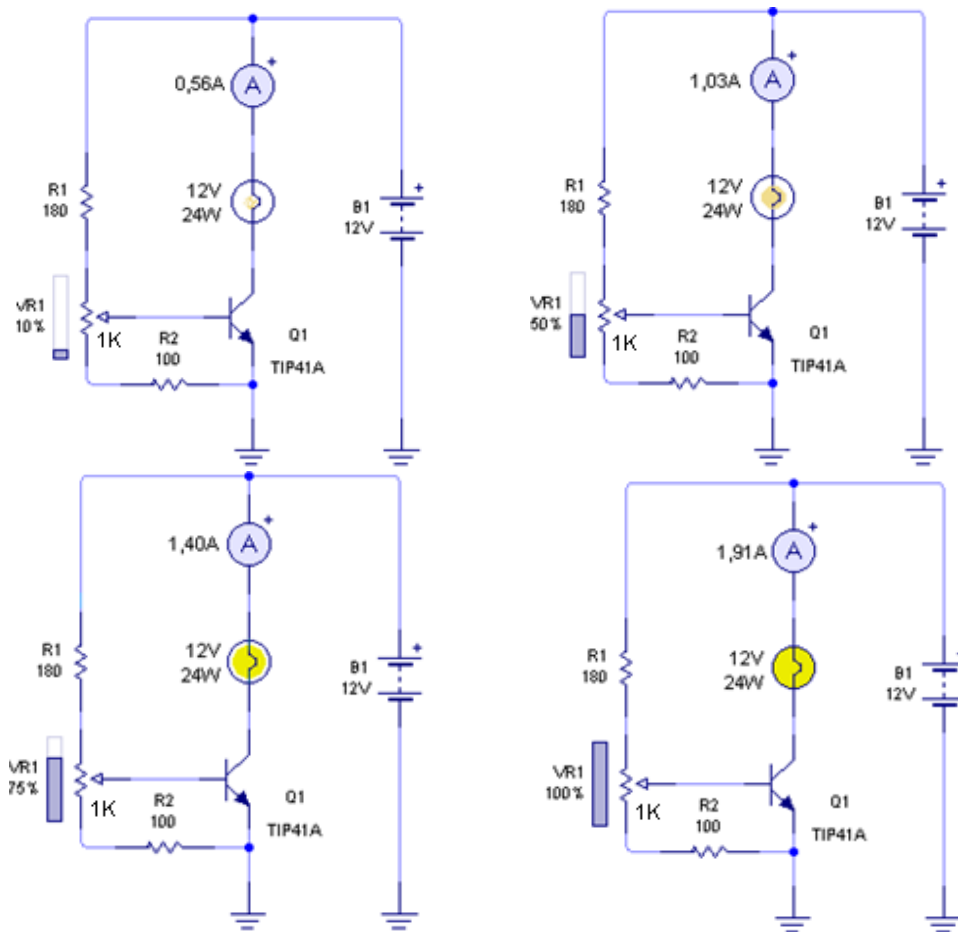 0,56A
A
+
R1
180
12V
24W
+
B1
12V
VR1
10%
1K
R2
100
Q1
TIP41A
1,03A
A
+
R1
180
12V
24W
+
B1
12V
VR1
50%
1K
R2
100
Q1
TIP41A
1,40A
A
+
R1
180
12V
24W
+
B1
12V
VR1
75%
1K
R2
100
Q1
TIP41A
1,91A
A
+
R1
180
12V
24W
+
B1
12V
VR1
100%
1K
R2
100
Q1
TIP41A